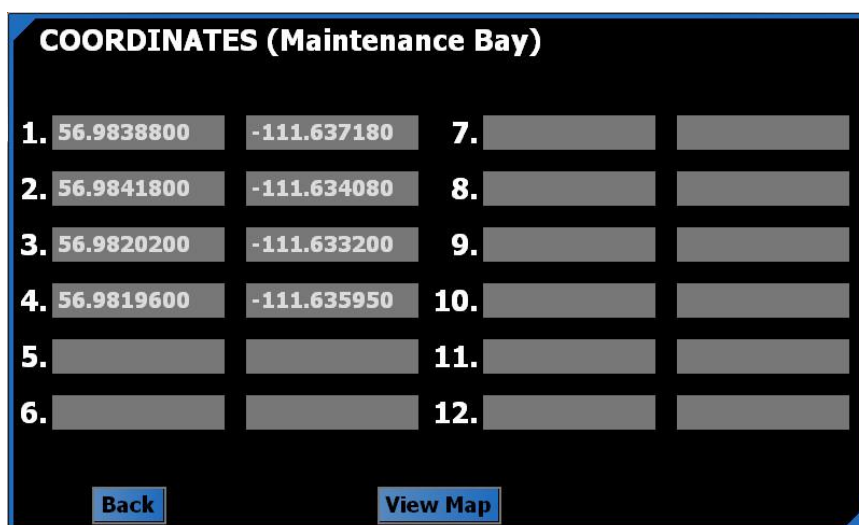 COORDINATES (Maintenance Bay)
1. 56.9838800 -111.637180 7.
2. 56.9841800 -111.634080 8.
3. 56.9820200 -111.633200 9.
4. 56.9819600 -111.635950 10.
5. 11.
6. 12.
Back View Map